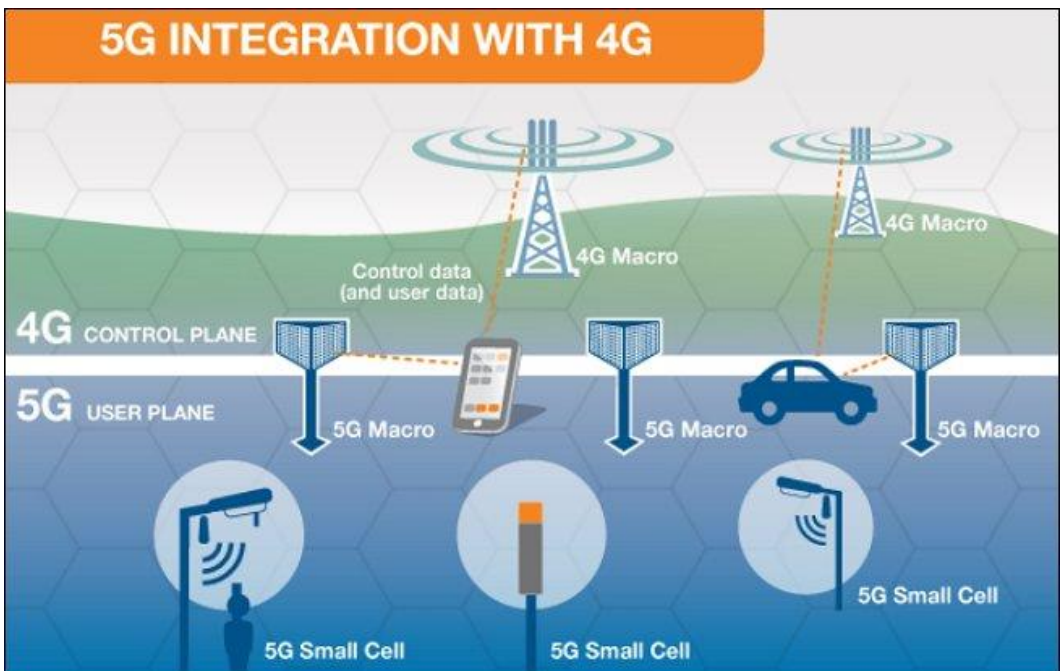 5G INTEGRATION WITH 4G
4G Macro
4G Macro
Control data
(and user data)
4G CONTROL PLANE
5G USER PLANE
5G Macro
5G Macro
5G Macro
5G Small Cell
5G Small Cell
5G Small Cell